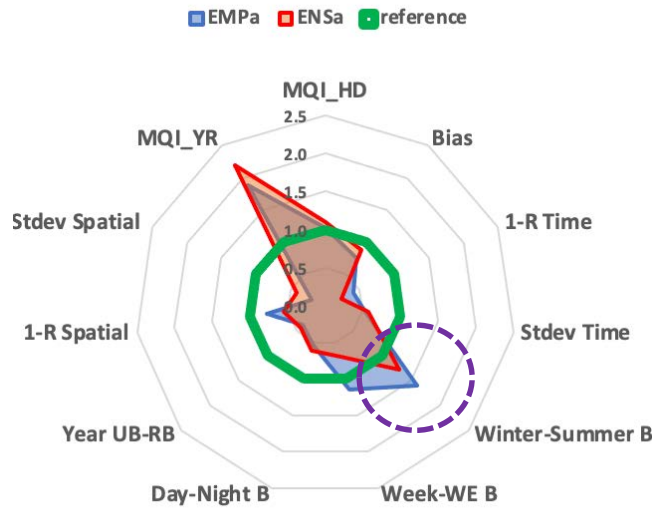 EMPa ENSa reference
MQI_HD
2.5
MQI_YR
Bias
2.0
1.5
Stdev Spatial
1-R Time
1.0
0.5
0.0
1-R Spatial
Stdev Time
Year UB-RB
Winter-Summer B
Day-Night B
Week-WE B